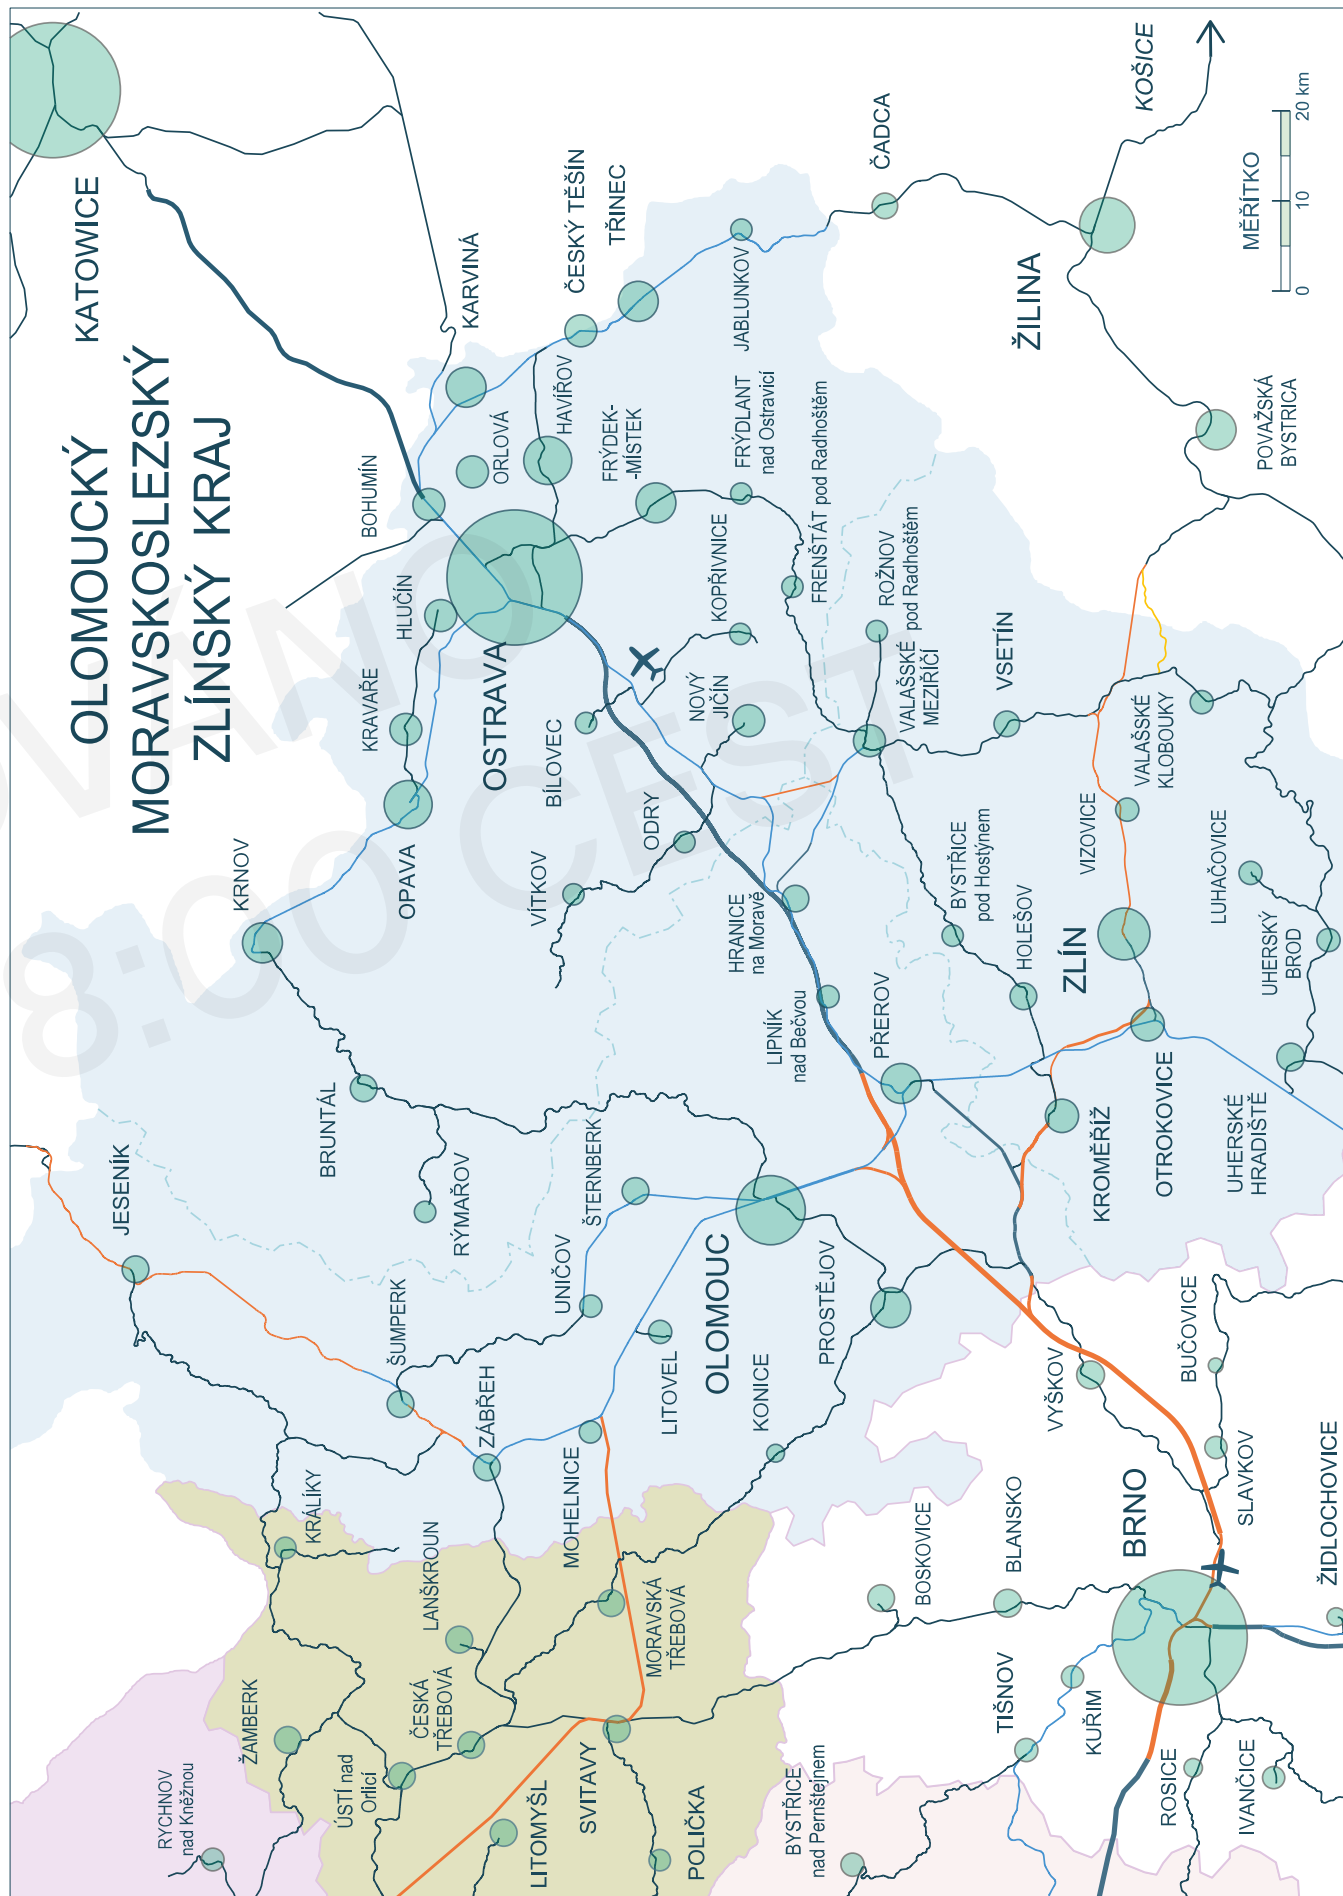 OLOMOUCKÝ
MORAVSKOSLEZSKÝ
ZLÍNSKÝ KRAJ
KATOWICE
KARVINÁ
ČESKÝ TĚŠÍN
TŘINEC
JABLUNKOV
ČADCA
KOŠICE
MĚŘÍTKO
0
10
20 km
ŽILINA
POVAŽSKÁ
BYSTRICA
BOHUMÍN
ORLOVÁ
HAVÍŘOV
FRÝDEK-
-MÍSTEK
FRÝDLANT
nad Ostravicí
FRENŠTÁT pod Radhoštěm
ROŽNOV
pod Radhoštěm
HLUČÍN
KRAVAŘE
OPAVA
OSTRAVA
KOPŘIVNICE
NOVÝ
JIČÍN
BÍLOVEC
ODRY
VÍTKOV
VALAŠSKÉ
MEZIŘÍČÍ
VSETÍN
VALAŠSKÉ
KLOBOUKY
VIZOVICE
LUHAČOVICE
UHERSKÝ
BROD
KRNOV
HRANICE
na Moravě
LIPNÍK
nad Bečvou
BYSTŘICE
pod Hostýnem
HOLEŠOV
ZLÍN
PŘEROV
OTROKOVICE
UHERSKÉ
HRADIŠTĚ
KROMĚŘÍŽ
BRUNTÁL
RÝMAŘOV
JESENÍK
ŠTERNBERK
UNIČOV
ŠUMPERK
ZÁBŘEH
LITOVEL
OLOMOUC
KONICE
PROSTĚJOV
MOHELNICE
VYŠKOV
BUČOVICE
SLAVKOV
BRNO
ŽIDLOCHOVICE
BLANSKO
BOSKOVICE
KRÁLÍKY
LANŠKROUN
MORAVSKÁ
TŘEBOVÁ
ČESKÁ
TŘEBOVÁ
ŽAMBERK
ÚSTÍ nad
Orlicí
RYCHNOV
nad Kněžnou
LITOMYŠL
SVITAVY
POLIČKA
BYSTŘICE
nad Pernštejnem
TIŠNOV
KUŘIM
ROSICE
IVANČICE
8:00 CEST